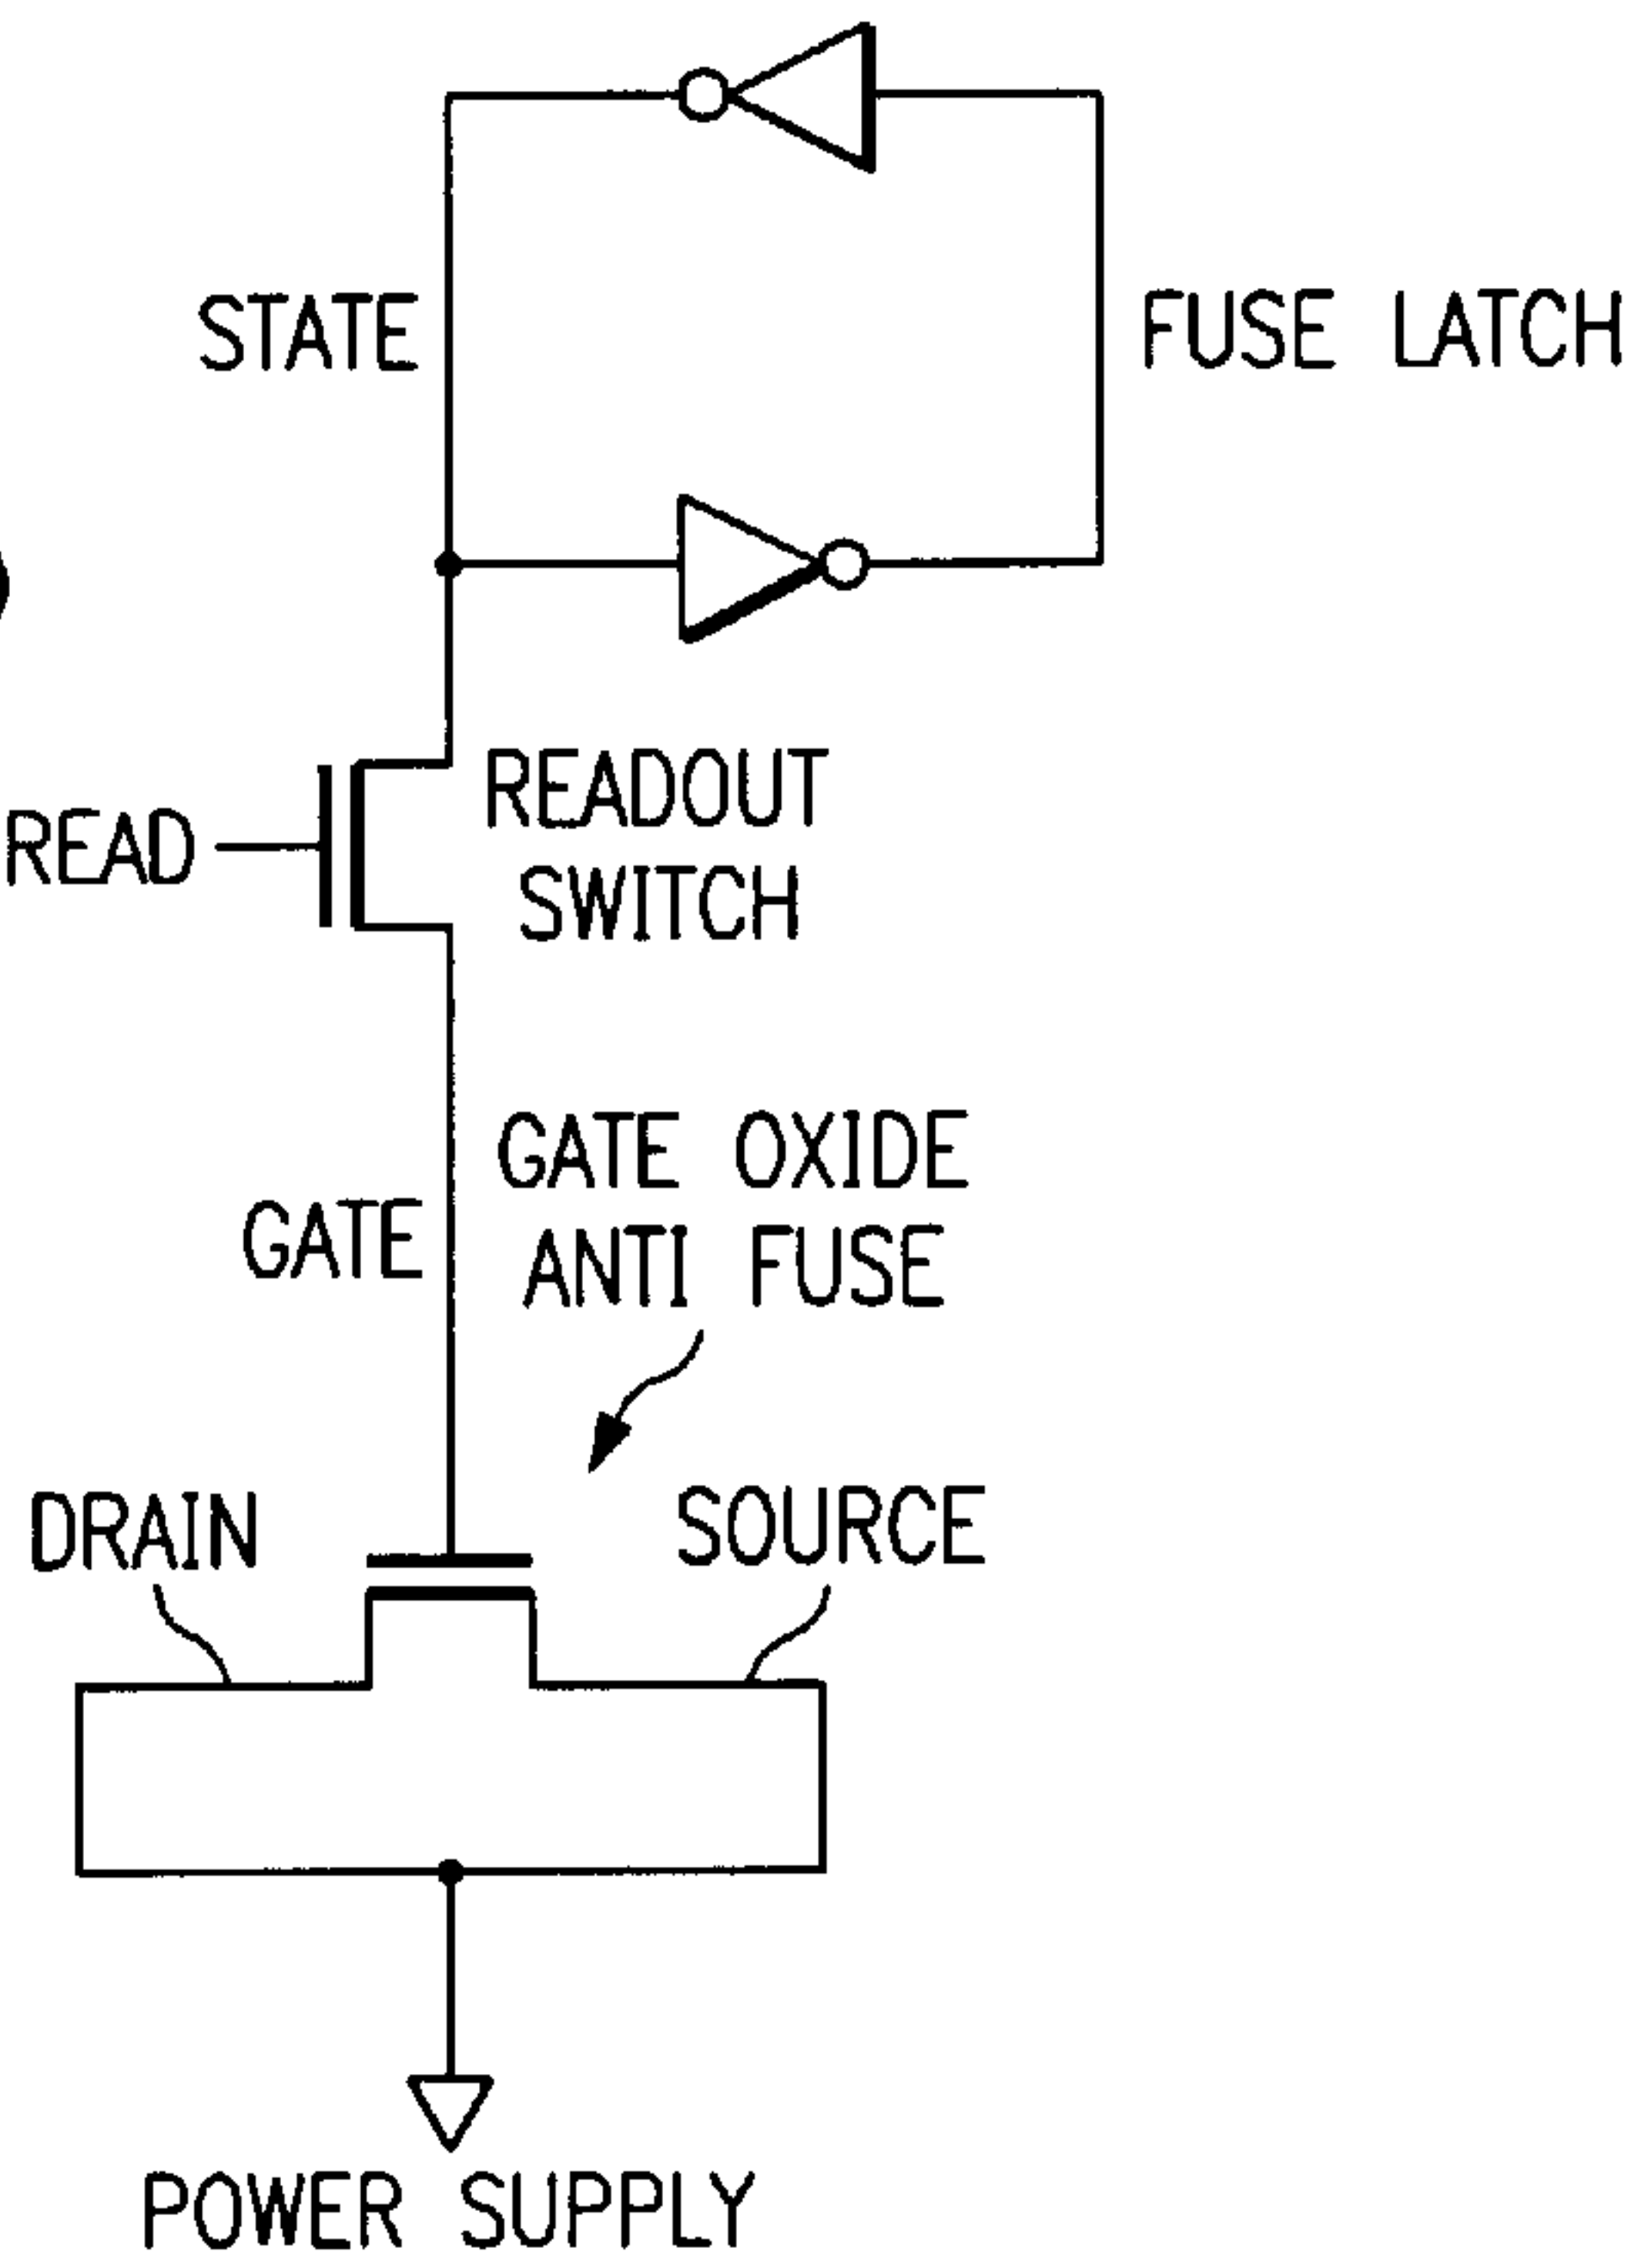 STATE
FUSE LATCH
READOUT
SWITCH
READ
GATE OXIDE
ANTI FUSE
GATE
DRAIN
SOURCE
POWER SUPPLY